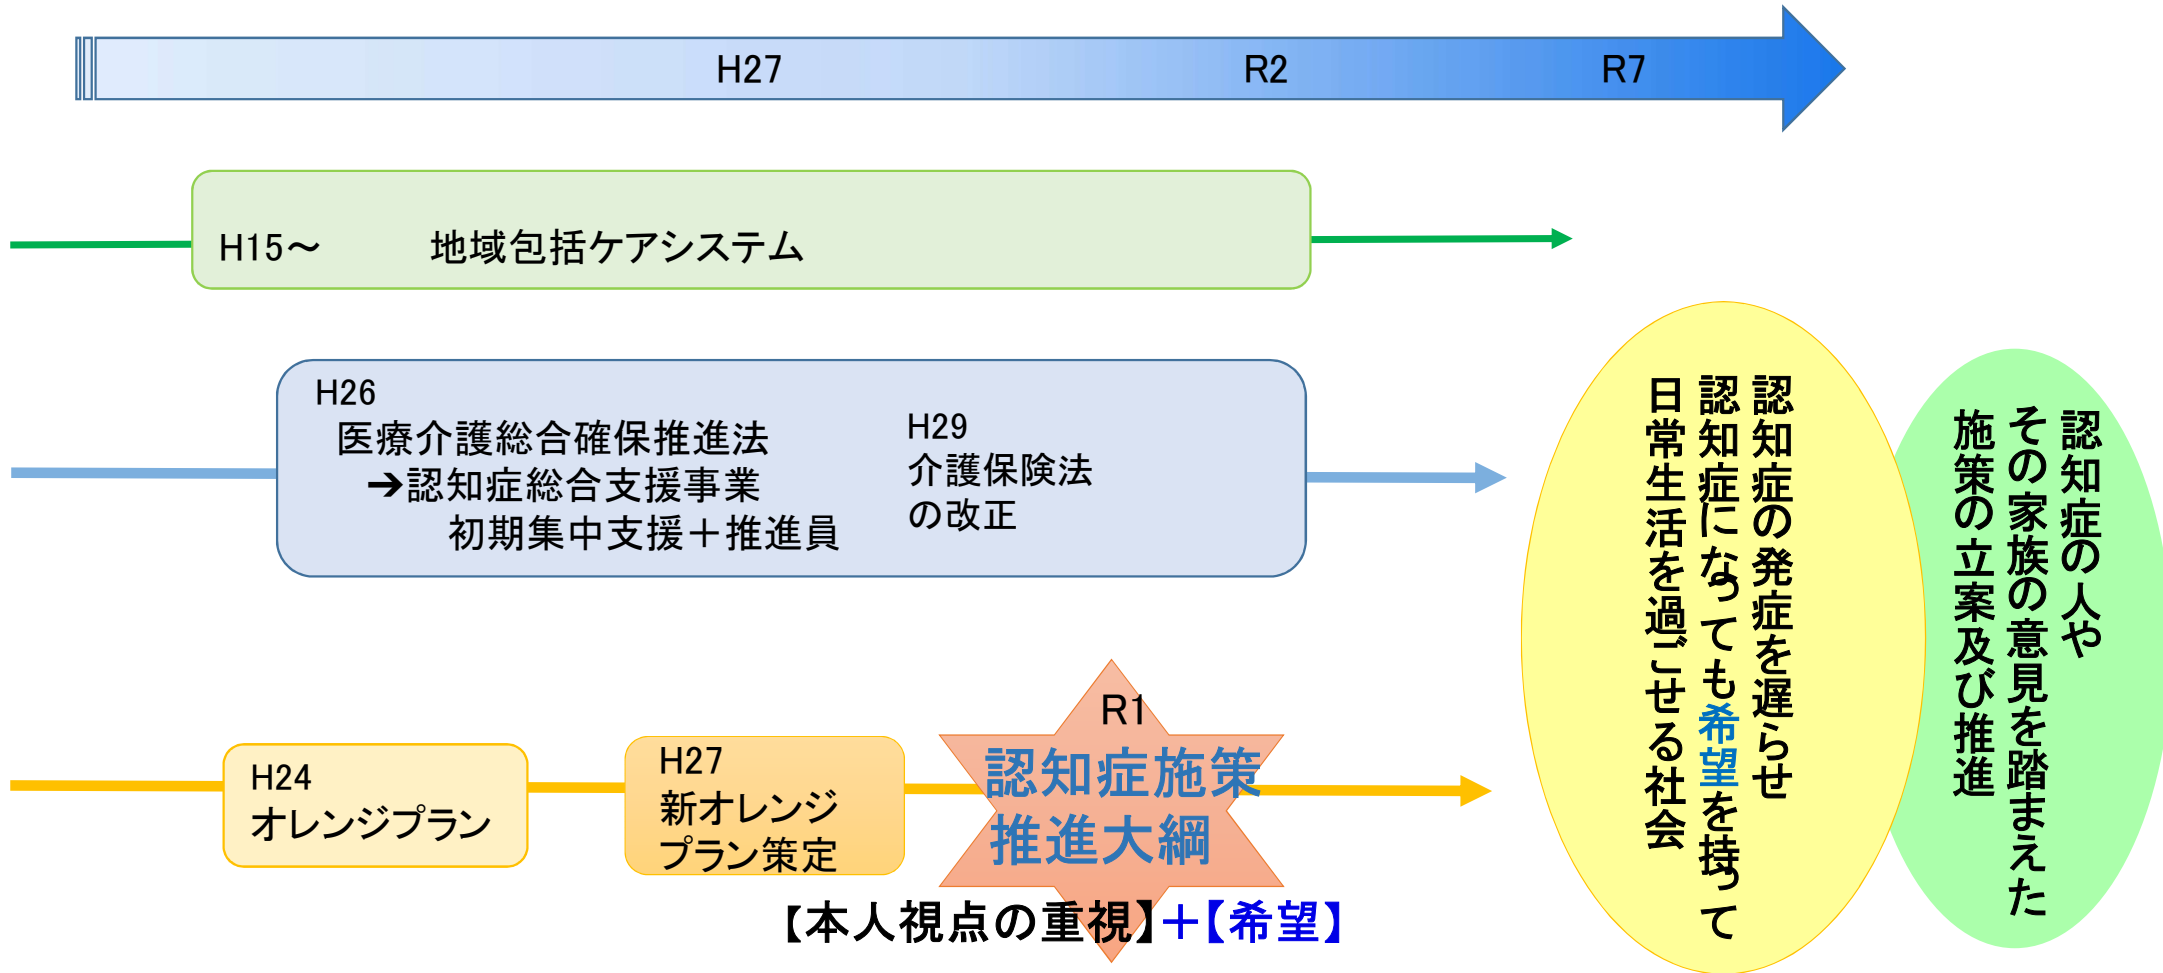 H27
R2
R7
H15～
地域包括ケアシステム
H26
医療介護総合確保推進法
➔認知症総合支援事業
初期集中支援＋推進員
H29
介護保険法
の改正
H24
オレンジプラン
H27
新オレンジ
プラン策定
R1
認知症施策
推進大綱
【本人視点の重視】＋【希望】
認知症の発症を遅らせ
認知症になっても希望を持って
日常生活を過ごせる社会
認知症の人や
その家族の意見を踏まえた
施策の立案及び推進